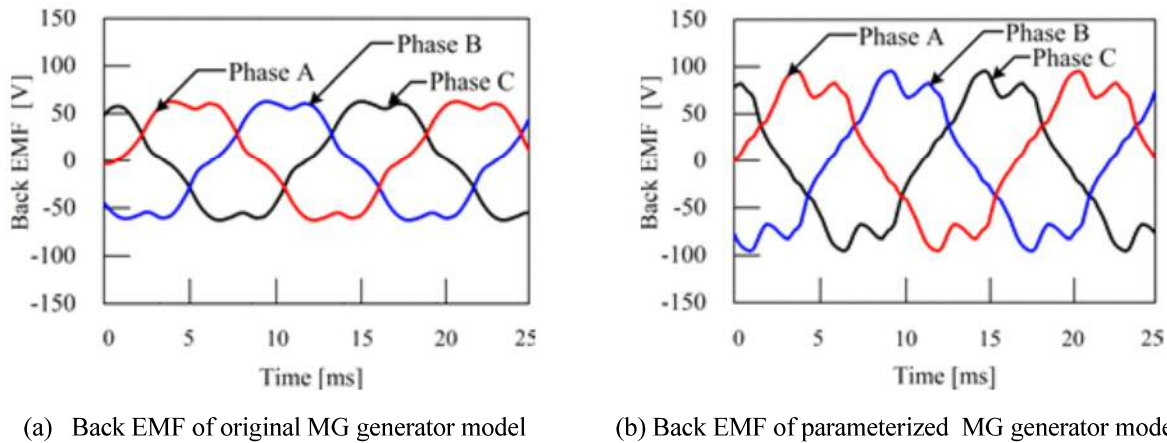 150
100
50
0
-50
-100
-150
Back EMF [V]
Phase A
Phase B
Phase C
0 5 10 15 20 25
Time [ms]
(a) Back EMF of original MG generator model
150
100
50
0
-50
-100
-150
Back EMF [V]
Phase A
Phase B
Phase C
0 5 10 15 20 25
Time [ms]
(b) Back EMF of parameterized MG generator mode